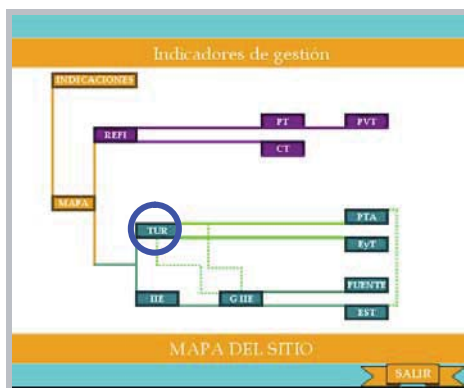 Indicadores de gestión
INDICACIONES
PT
PVT
REFI
CT
MAPA
PTA
TUR
EyT
FUENTE
IIE
G IIE
EST
MAPA DEL SITIO
SALIR